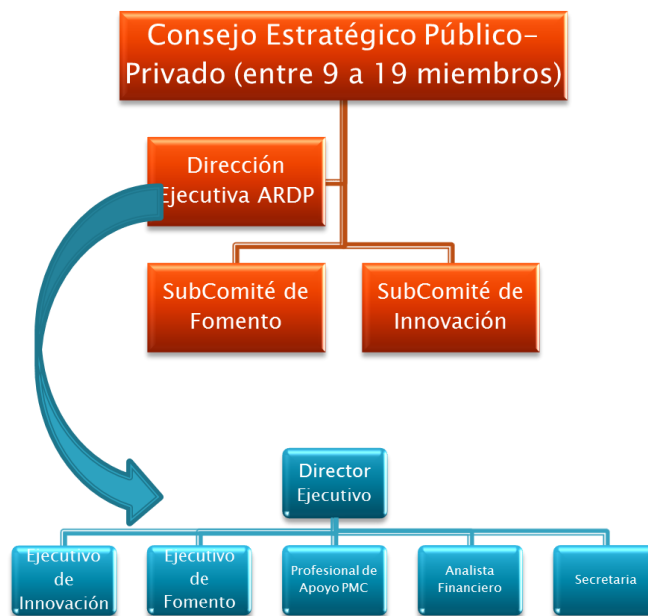 Consejo Estratégico Público-
Privado (entre 9 a 19 miembros)
Dirección
Ejecutiva ARDP
SubComité de
Fomento
SubComité de
Innovación
Director
Ejecutivo
Ejecutivo
de
Innovación
Ejecutivo
de
Fomento
Profesional de
Apoyo PMC
Analista
Financiero
Secretaria